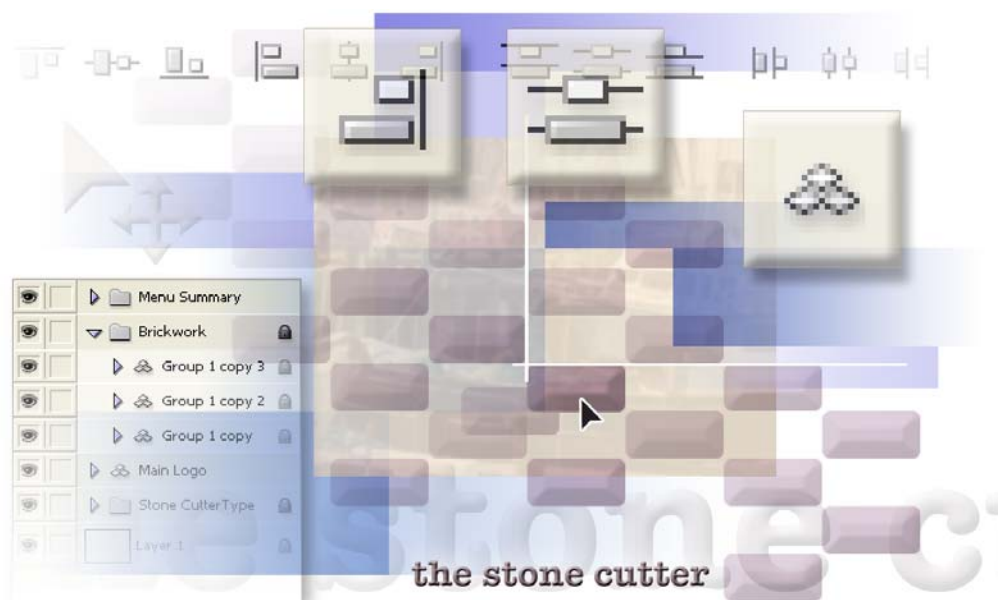 Menu Summary
Brickwork
Group 1 copy 3
Group 1 copy 2
Group 1 copy
Main Logo
Stone CutterType
Layer 1
stone c
the stone cutter